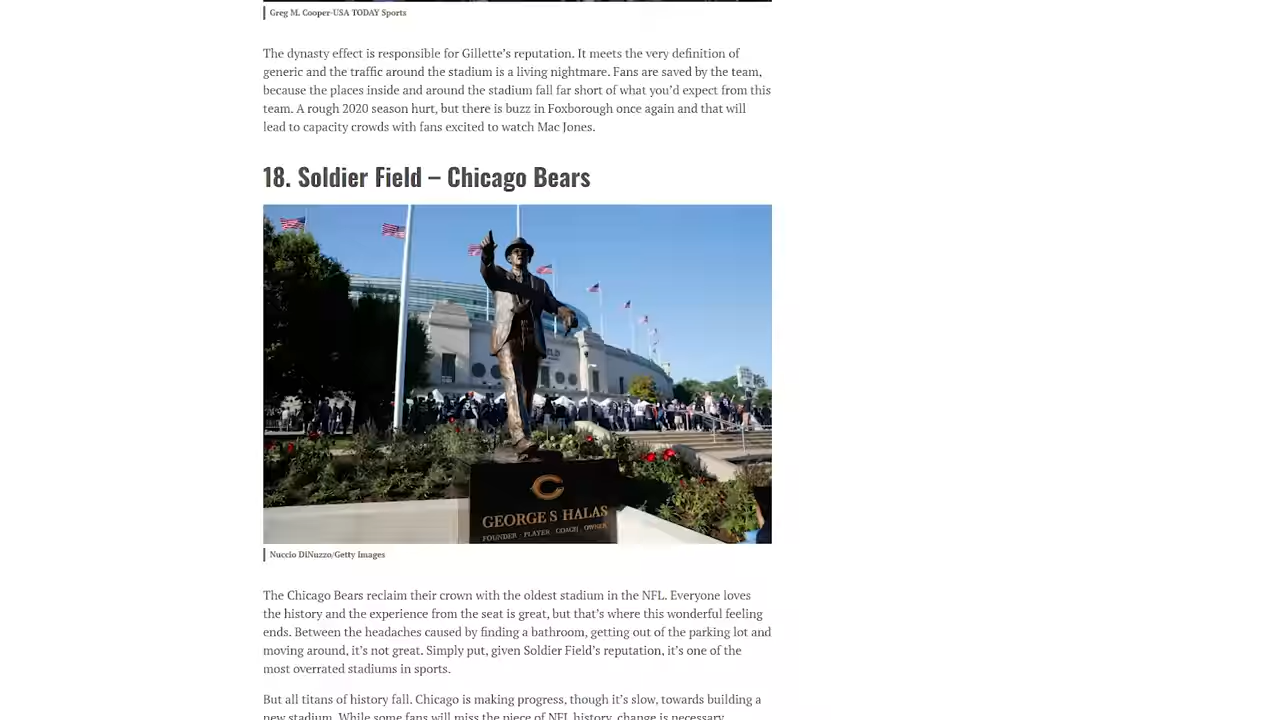 Greg M. Cooper-USA TODAY Sports
The dynasty effect is responsible for Gillette's reputation. It meets the very definition of
generic and the traffic around the stadium is a living nightmare. Fans are saved by the team,
because the places inside and around the stadium fall far short of what you'd expect from this
team. A rough 2020 season hurt, but there is buzz in Foxborough once again and that will
lead to capacity crowds with fans excited to watch Mac Jones.
18. Soldier Field – Chicago Bears
C
GEORGE S HALAS
FOUNDER · PLAYER · COACH · OWNER
Nuccio DiNuzzo/Getty Images
The Chicago Bears reclaim their crown with the oldest stadium in the NFL. Everyone loves
the history and the experience from the seat is great, but that's where this wonderful feeling
ends. Between the headaches caused by finding a bathroom, getting out of the parking lot and
moving around, it's not great. Simply put, given Soldier Field's reputation, it's one of the
most overrated stadiums in sports.
But all titans of history fall. Chicago is making progress, though it's slow, towards building a
new stadium. While some fans will miss the piece of NFL history, change is necessary.